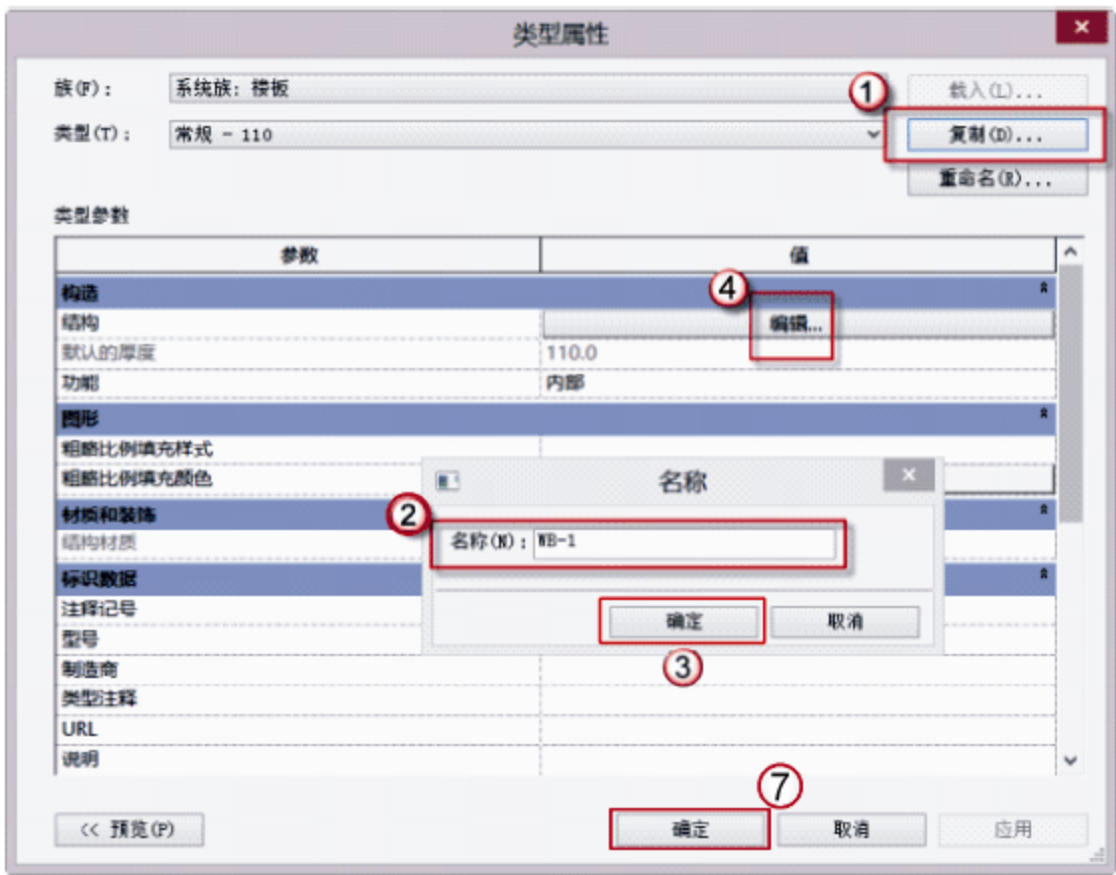 类型属性
族(F)： 系统族：楼板 载入(L)...
①
类型(T)： 常规 - 110 复制(D)...
重命名(R)...
类型参数
参数 值
④
构造
结构 编辑...
默认的厚度 110.0
功能 内部
图形
粗略比例填充样式
粗略比例填充颜色
名称
②
材质和装饰
名称(N)：WB-1
结构材质
标识数据
注释记号
确定 取消
型号
③
制造商
类型注释
URL
说明
⑦
<< 预览(P) 确定 取消 应用